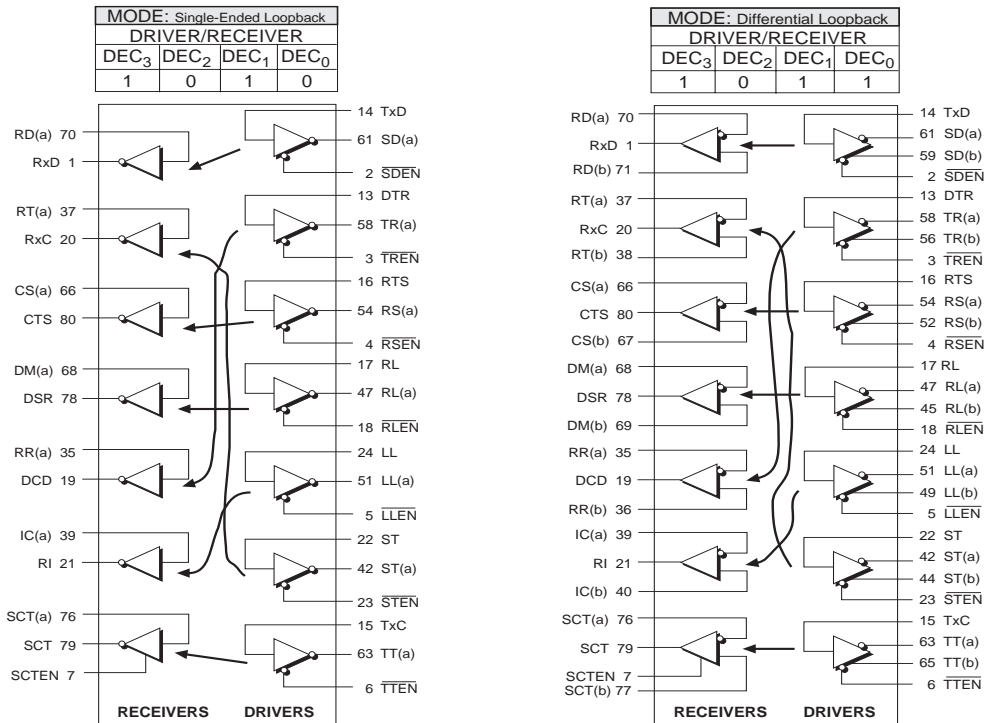 MODE: Single-Ended Loopback
DRIVER/RECEIVER
DEC3 DEC2 DEC1 DEC0
1 0 1 0
RD(a) 70
RxD 1
RT(a) 37
RxC 20
CS(a) 66
CTS 80
DM(a) 68
DSR 78
RR(a) 35
DCD 19
IC(a) 39
RI 21
SCT(a) 76
SCT 79
SCTEN 7
14 TxD
61 SD(a)
2 SDEN
13 DTR
58 TR(a)
3 TREN
16 RTS
54 RS(a)
4 RSEN
17 RL
47 RL(a)
18 RLEN
24 LL
51 LL(a)
5 LLEN
22 ST
42 ST(a)
23 STEN
15 TxC
63 TT(a)
6 TTEN
RECEIVERS DRIVERS
MODE: Differential Loopback
DRIVER/RECEIVER
DEC3 DEC2 DEC1 DEC0
1 0 1 1
RD(a) 70
RxD 1
RD(b) 71
RT(a) 37
RxC 20
RT(b) 38
CS(a) 66
CTS 80
CS(b) 67
DM(a) 68
DSR 78
DM(b) 69
RR(a) 35
DCD 19
RR(b) 36
IC(a) 39
RI 21
IC(b) 40
SCT(a) 76
SCT 79
SCTEN 7
SCT(b) 77
14 TxD
61 SD(a)
59 SD(b)
2 SDEN
13 DTR
58 TR(a)
56 TR(b)
3 TREN
16 RTS
54 RS(a)
52 RS(b)
4 RSEN
17 RL
47 RL(a)
45 RL(b)
18 RLEN
24 LL
51 LL(a)
49 LL(b)
5 LLEN
22 ST
42 ST(a)
44 ST(b)
23 STEN
15 TxC
63 TT(a)
65 TT(b)
6 TTEN
RECEIVERS DRIVERS